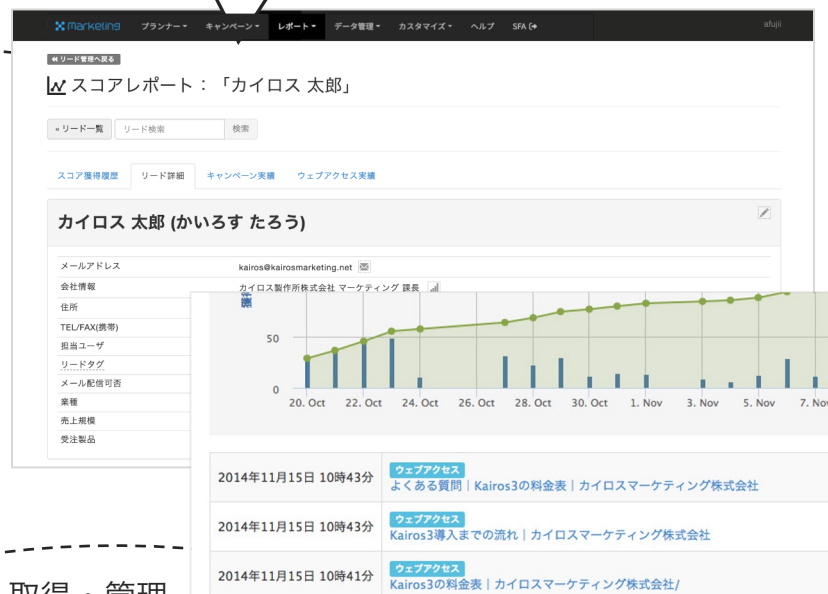 Marketing プランナー キャンペーン レポート データ管理 カスタマイズ ヘルプ SFA afujii
リード管理へ戻る
スコアレポート：「カイロス 太郎」
« リード一覧 リード検索 検索
スコア獲得履歴 リード詳細 キャンペーン実績 ウェブアクセス実績
カイロス 太郎 (かいろす たろう)
メールアドレス kairos@kairosmarketing.net
会社情報 カイロス製作所株式会社 マーケティング 課長
住所
TEL/FAX(携帯)
担当ユーザ
リードタグ
メール配信可否
業種
売上規模
受注製品
50
0
20. Oct 22. Oct 24. Oct 26. Oct 28. Oct 30. Oct 1. Nov 3. Nov 5. Nov 7. Nov
2014年11月15日 10時43分 ウェブアクセス
よくある質問｜Kairos3の料金表｜カイロスマーケティング株式会社
2014年11月15日 10時43分 ウェブアクセス
Kairos3導入までの流れ｜カイロスマーケティング株式会社
2014年11月15日 10時41分 ウェブアクセス
Kairos3の料金表｜カイロスマーケティング株式会社/
取得・管理